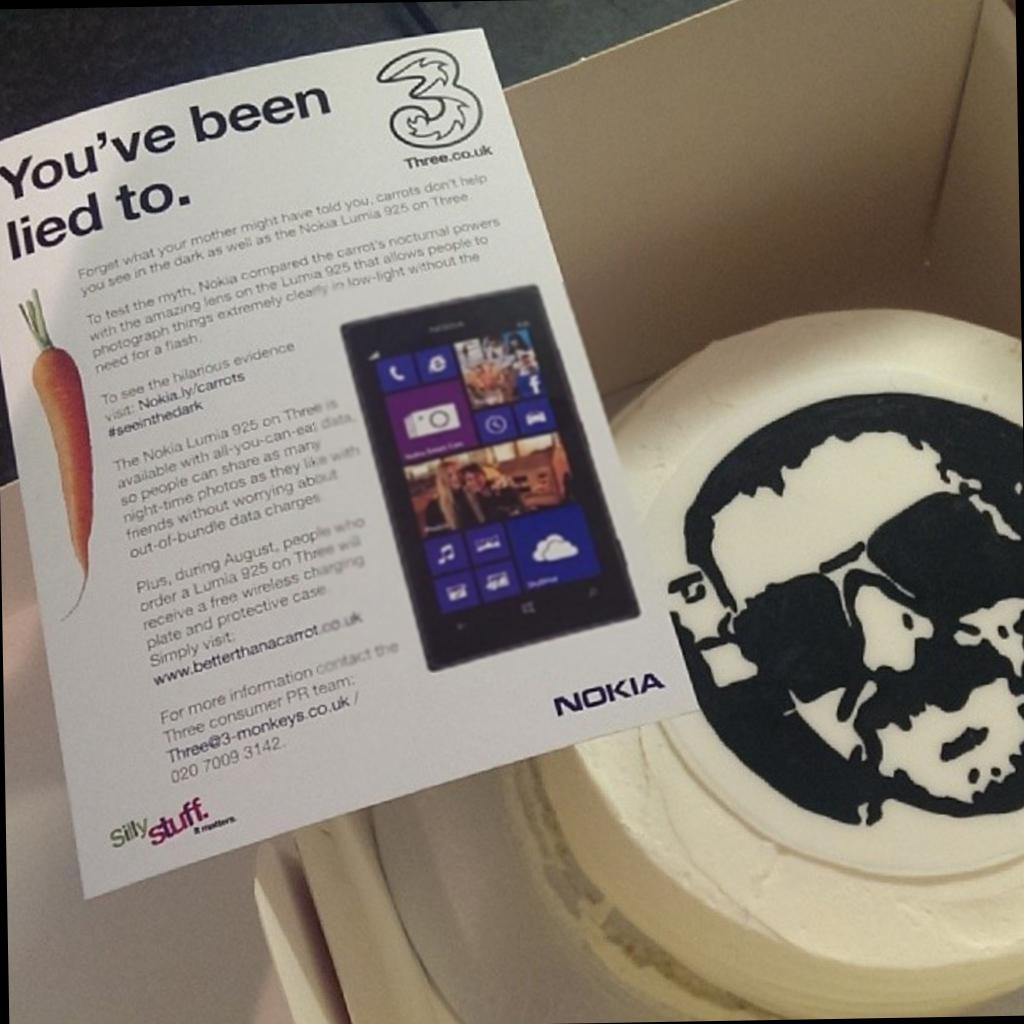 You've been
lied to.
3
Three.co.uk
Forget what your mother might have told you, carrots don't help
you see in the dark as well as the Nokia Lumia 925 on Three.
To test the myth, Nokia compared the carrot's nocturnal powers
with the amazing lens on the Lumia 925 that allows people to
photograph things extremely clearly in low-light without the
need for a flash.
To see the hilarious evidence
visit: Nokia.ly/carrots
#seeinthedark
The Nokia Lumia 925 on Three is
available with all-you-can-eat data,
so people can share as many
night-time photos as they like with
friends without worrying about
out-of-bundle data charges.
Plus, during August, people who
order a Lumia 925 on Three will
receive a free wireless charging
plate and protective case.
Simply visit:
www.betterthanacarrot.co.uk
For more information contact the
Three consumer PR team:
Three@3-monkeys.co.uk /
020 7009 3142.
NOKIA
f
NOKIA
Silly stuff.
It matters.